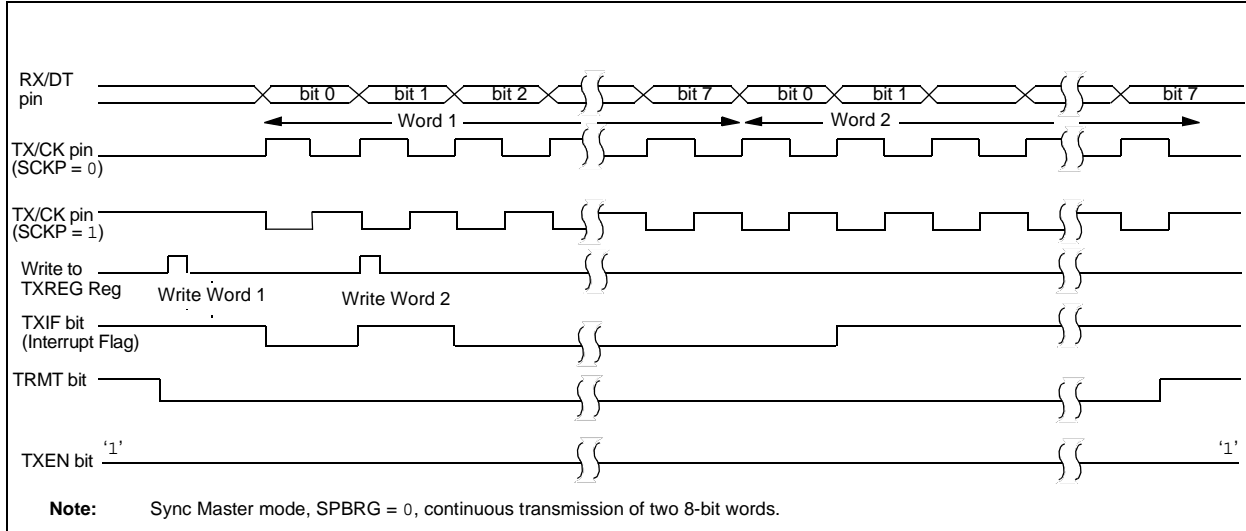 RX/DT
pin
bit 0 bit 1 bit 2 bit 7 bit 0 bit 1 bit 7
Word 1 Word 2
TX/CK pin
(SCKP = 0)
TX/CK pin
(SCKP = 1)
Write to
TXREG Reg
Write Word 1 Write Word 2
TXIF bit
(Interrupt Flag)
TRMT bit
TXEN bit ‘1’ ‘1’
Note: Sync Master mode, SPBRG = 0, continuous transmission of two 8-bit words.